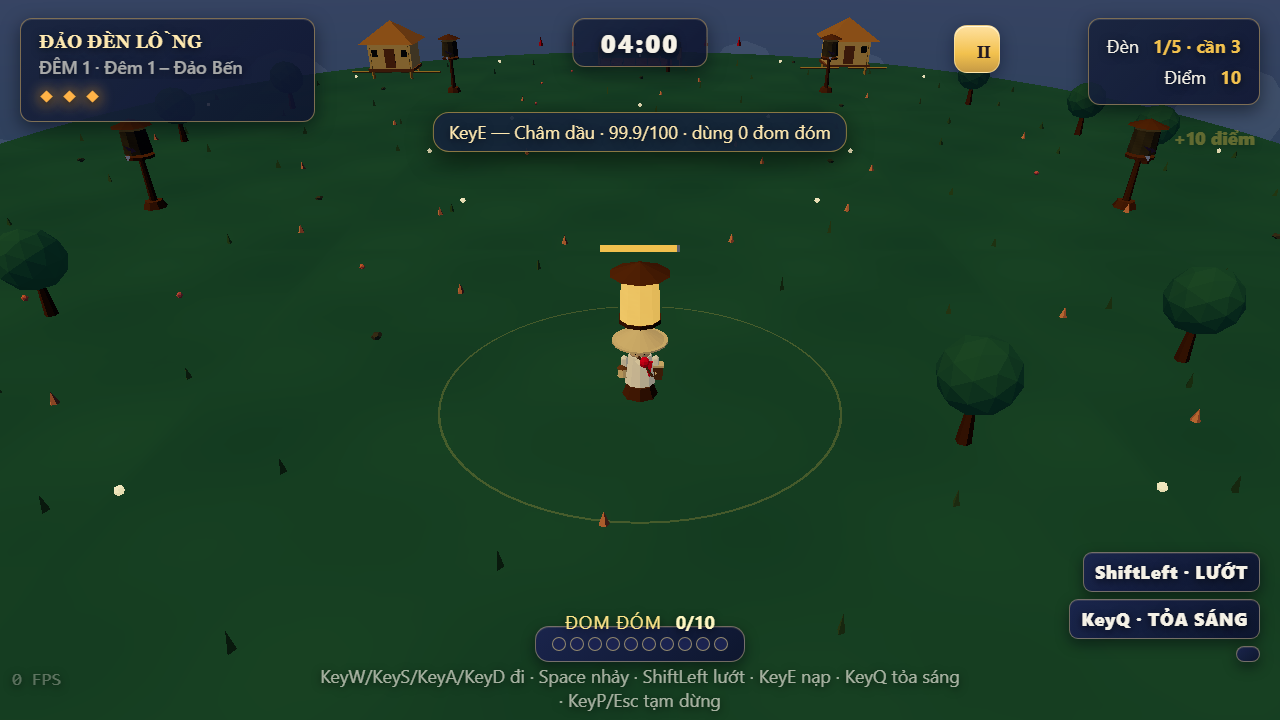 ĐẢO ĐÈN LỒNG
ĐÊM 1 · Đêm 1 – Đảo Bến
04:00
II
Đèn 1/5 · cần 3
Điểm 10
+10 điểm
KeyE — Châm dầu · 99.9/100 · dùng 0 đom đóm
ShiftLeft · LƯỚT
KeyQ · TỎA SÁNG
ĐOM ĐÓM 0/10
0 FPS
KeyW/KeyS/KeyA/KeyD đi · Space nhảy · ShiftLeft lướt · KeyE nạp · KeyQ tỏa sáng
· KeyP/Esc tạm dừng